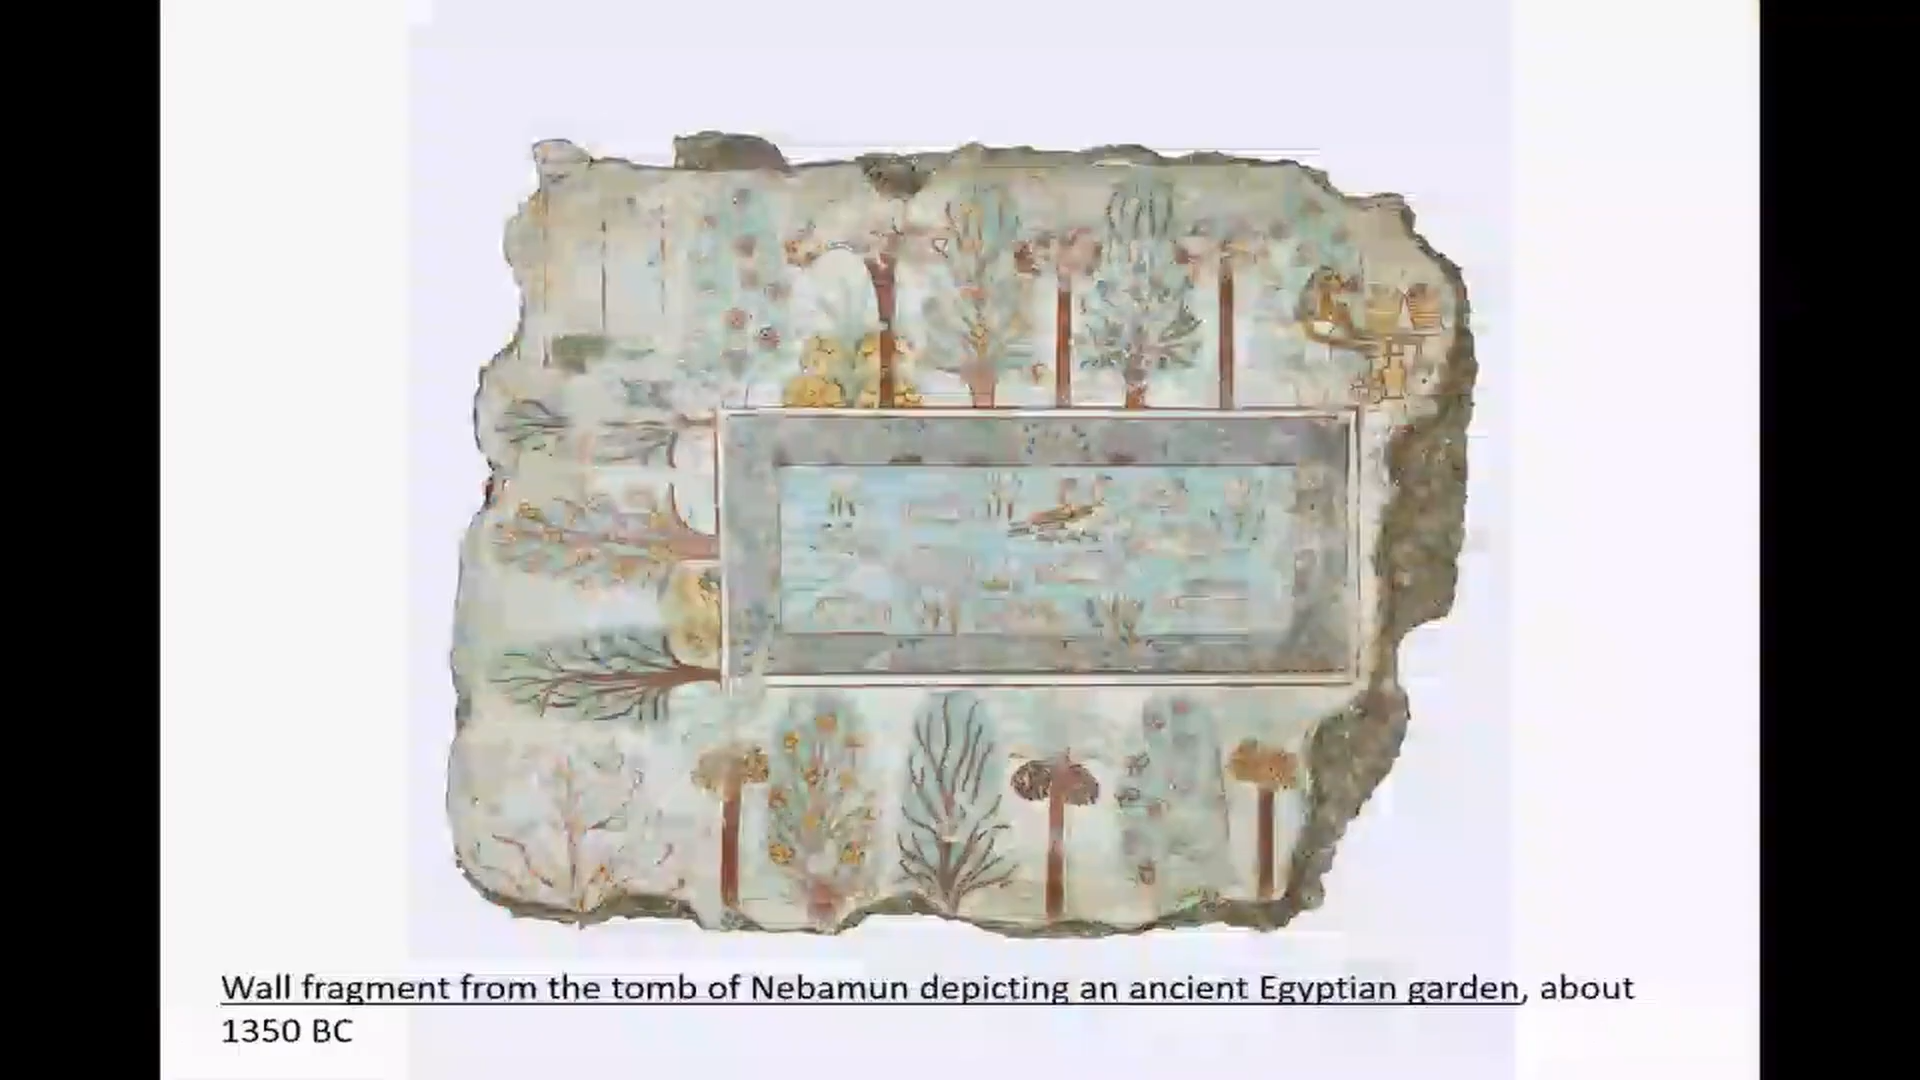 Wall fragment from the tomb of Nebamun depicting an ancient Egyptian garden, about
1350 BC